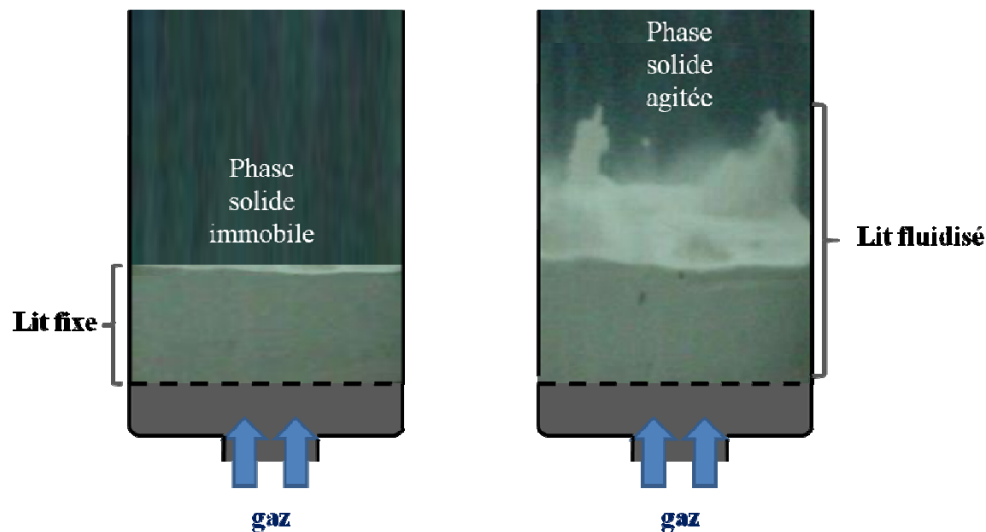 Phase
solide
immobile
Lit fixe
gaz
Phase
solide
agitée
Lit fluidisé
gaz